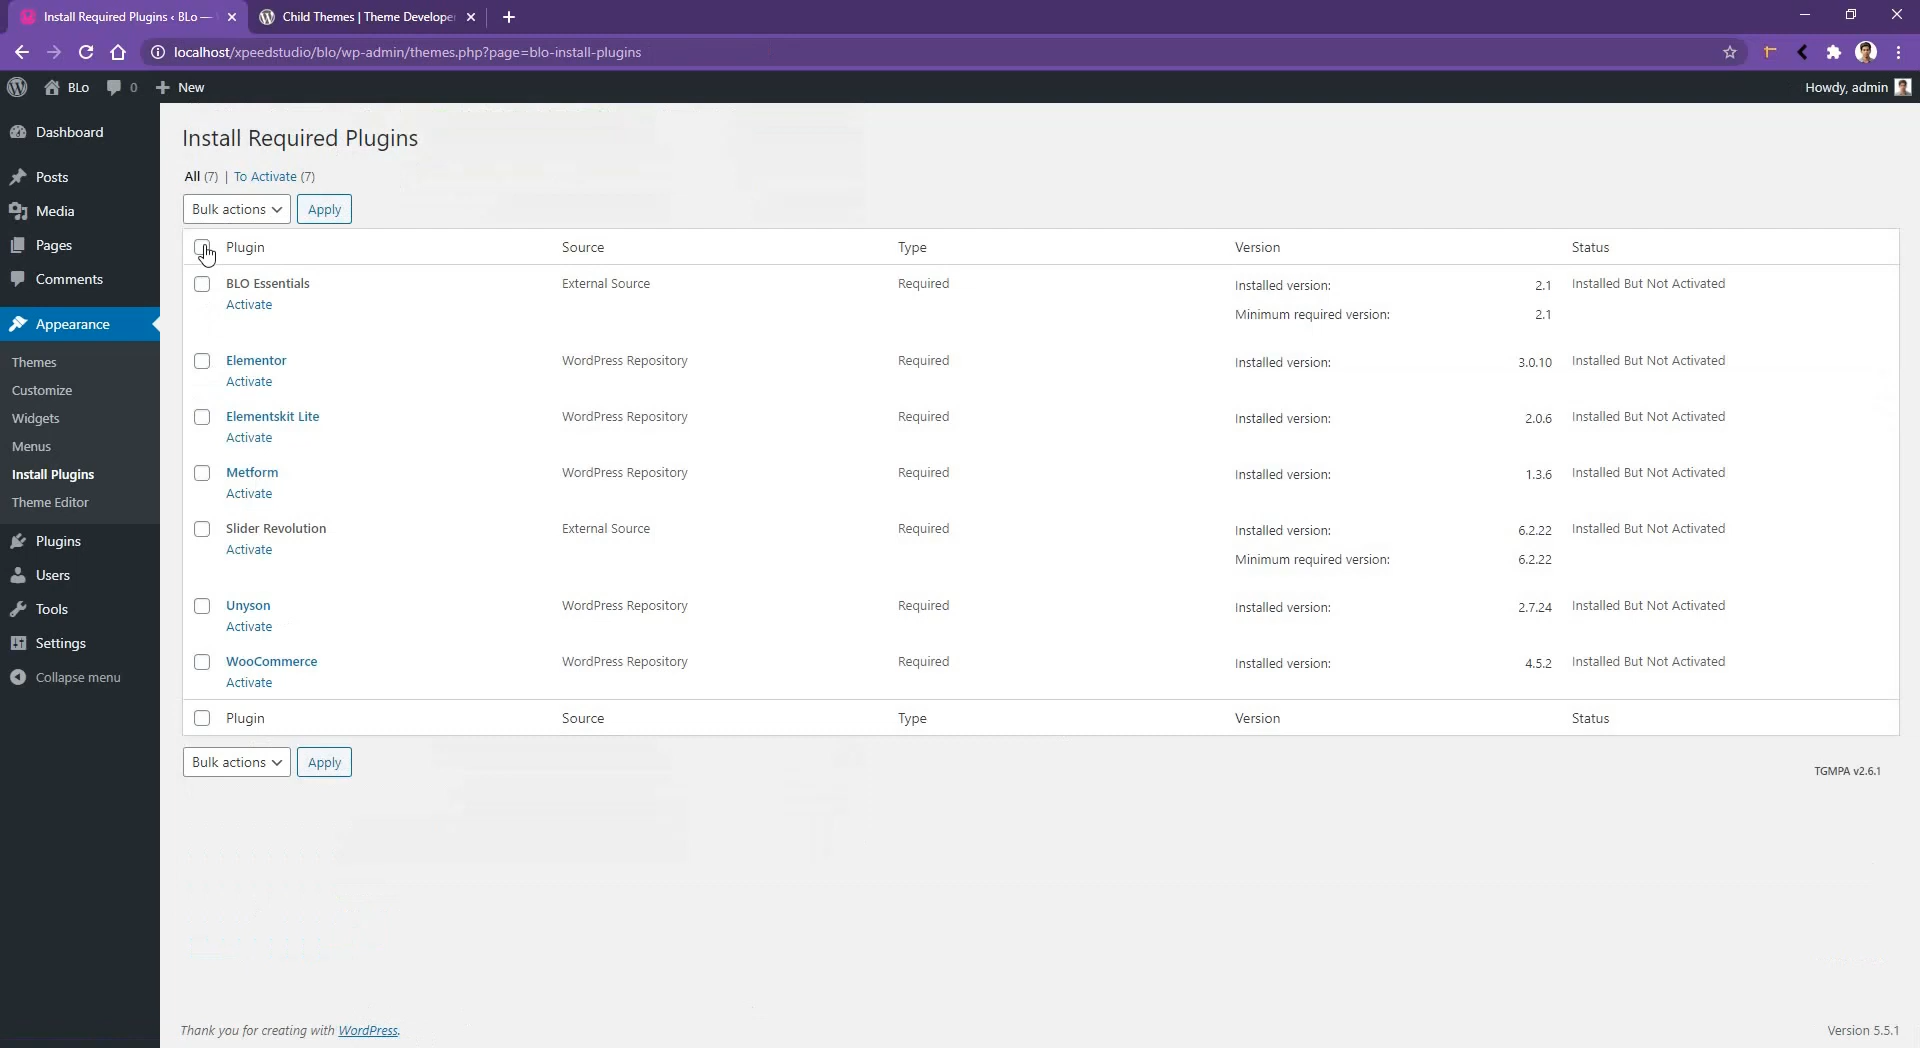 Install Required Plugins ‹ BLo —
Child Themes | Theme Developer
localhost/xpeedstudio/blo/wp-admin/themes.php?page=blo-install-plugins
BLo
0
New
Howdy, admin
Dashboard
Posts
Media
Pages
Comments
Appearance
Themes
Customize
Widgets
Menus
Install Plugins
Theme Editor
Plugins
Users
Tools
Settings
Collapse menu
Install Required Plugins
All (7) | To Activate (7)
Bulk actions Apply
Plugin Source Type Version Status
BLO Essentials External Source Required Installed version: 2.1 Installed But Not Activated
Activate Minimum required version: 2.1
Elementor WordPress Repository Required Installed version: 3.0.10 Installed But Not Activated
Activate
Elementskit Lite WordPress Repository Required Installed version: 2.0.6 Installed But Not Activated
Activate
Metform WordPress Repository Required Installed version: 1.3.6 Installed But Not Activated
Activate
Slider Revolution External Source Required Installed version: 6.2.22 Installed But Not Activated
Activate Minimum required version: 6.2.22
Unyson WordPress Repository Required Installed version: 2.7.24 Installed But Not Activated
Activate
WooCommerce WordPress Repository Required Installed version: 4.5.2 Installed But Not Activated
Activate
Plugin Source Type Version Status
Bulk actions Apply
TGMPA v2.6.1
Thank you for creating with WordPress.
Version 5.5.1